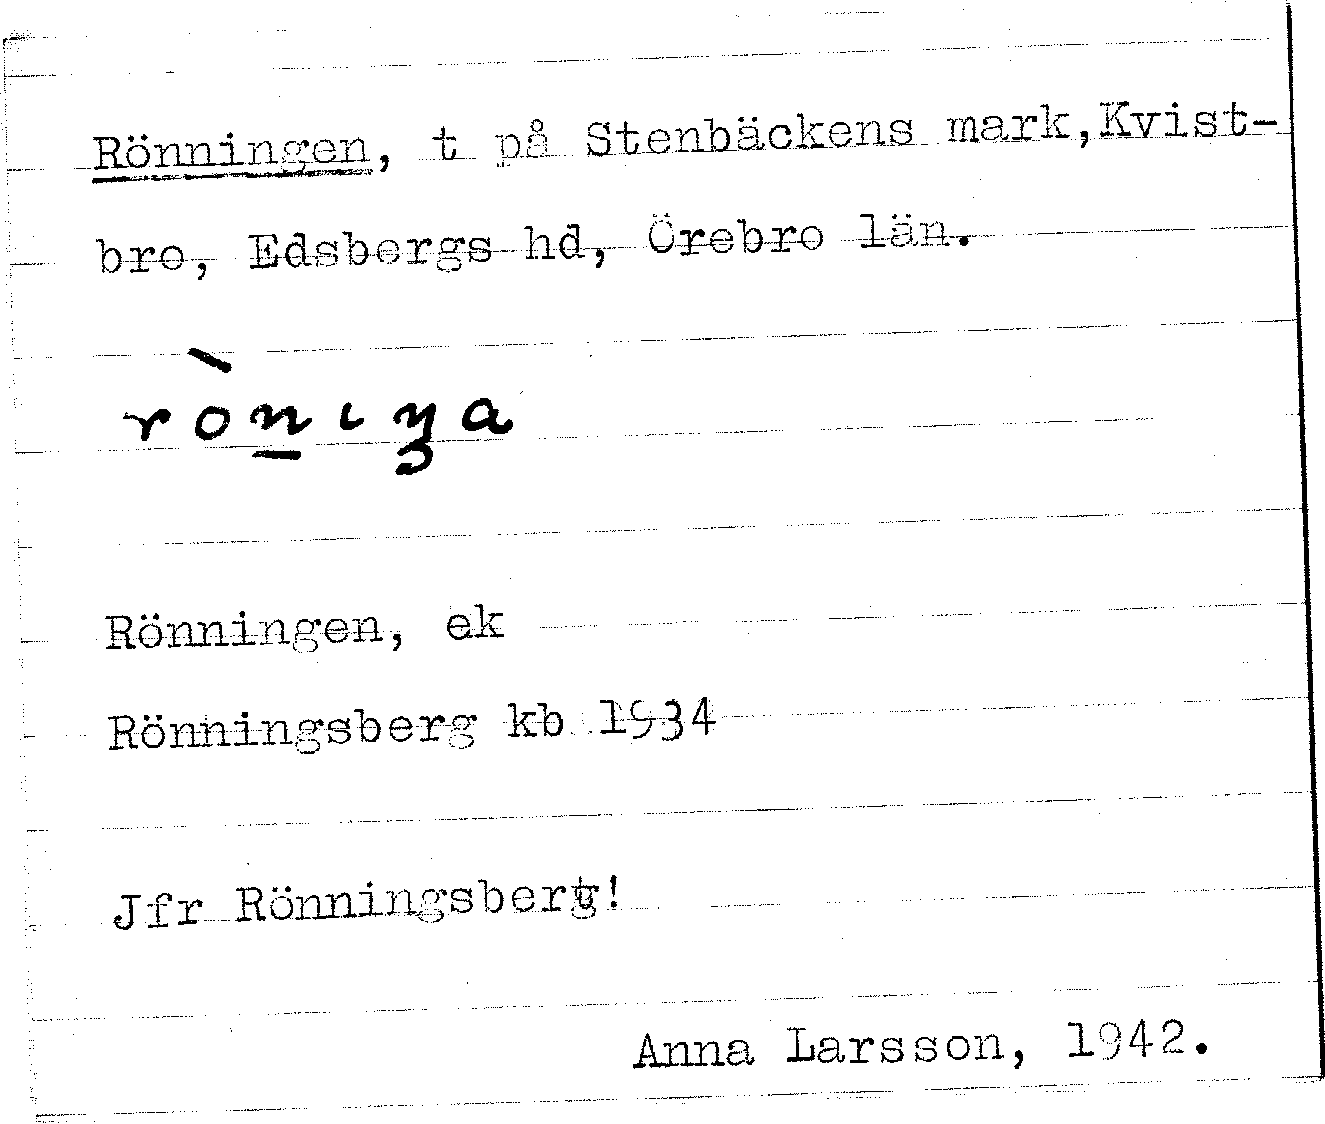 Rönningen, t på Stenbäckens mark,Kvist-
bro, Edsbergs hd, Örebro län.
Rönningen, ek
Rönningsberg kb 1934
Jfr Rönningsberg!
Anna Larsson, 1942.